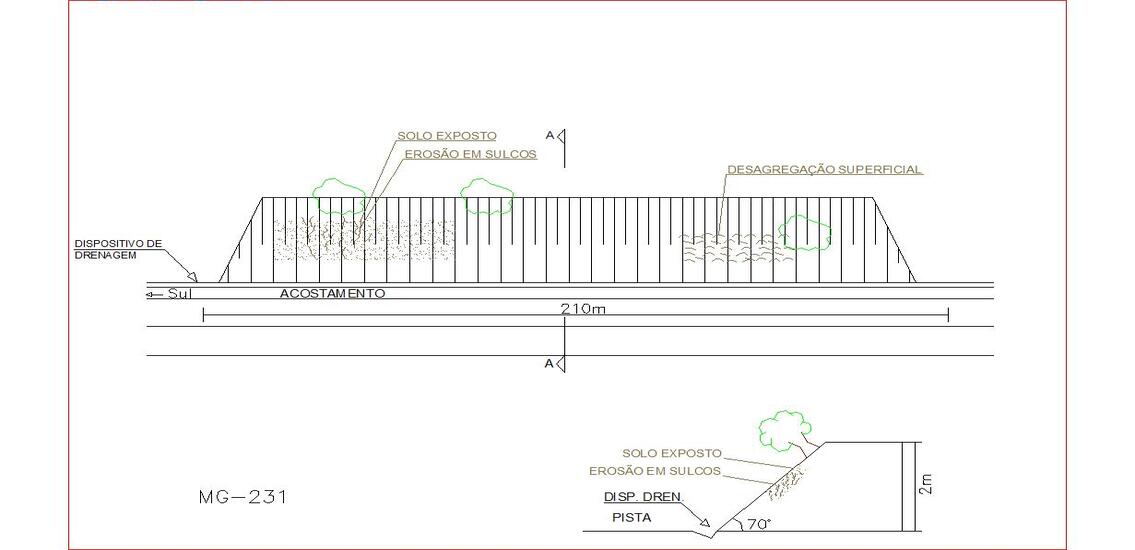 SOLO EXPOSTO
A
EROSÃO EM SULCOS
DESAGREGAÇÃO SUPERFICIAL
DISPOSITIVO DE
DRENAGEM
Sul
ACOSTAMENTO
210m
A
SOLO EXPOSTO
EROSÃO EM SULCOS
DISP. DREN.
PISTA
70°
2m
MG-231